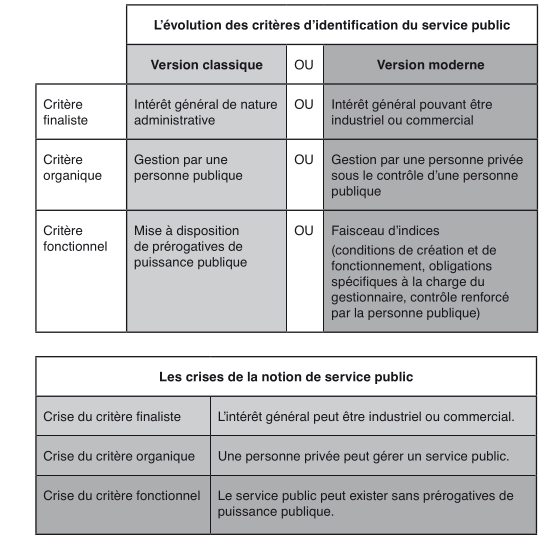 L’évolution des critères d’identification du service public
Version classique OU Version moderne
Critère
finaliste
Intérêt général de nature
administrative
OU
Intérêt général pouvant être
industriel ou commercial
Critère
organique
Gestion par une
personne publique
OU
Gestion par une personne privée
sous le contrôle d’une personne
publique
Critère
fonctionnel
Mise à disposition
de prérogatives de
puissance publique
OU
Faisceau d’indices
(conditions de création et de
fonctionnement, obligations
spécifiques à la charge du
gestionnaire, contrôle renforcé
par la personne publique)
Les crises de la notion de service public
Crise du critère finaliste L’intérêt général peut être industriel ou commercial.
Crise du critère organique Une personne privée peut gérer un service public.
Crise du critère fonctionnel Le service public peut exister sans prérogatives de
puissance publique.